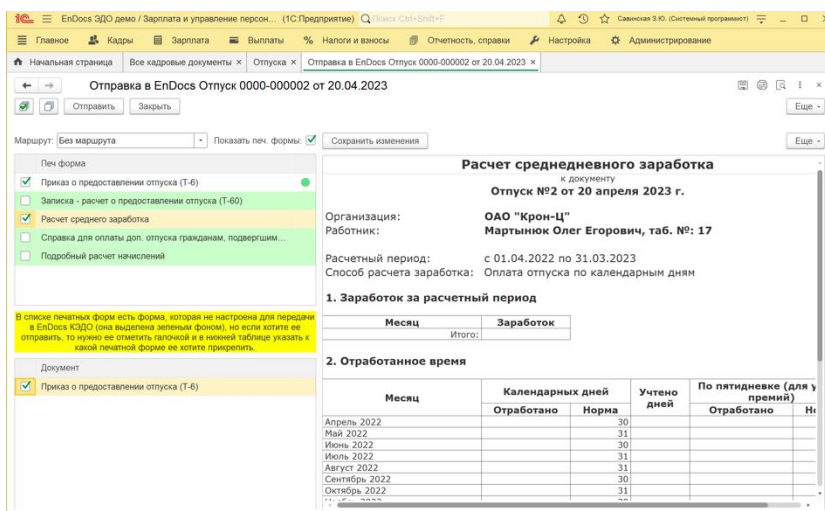 EnDocs ЭДО демо / Зарплата и управление персон... (1С:Предприятие) Поиск Ctrl+Shift+F Савинская З.Ю. (Системный программист)
Главное Кадры Зарплата Выплаты % Налоги и взносы Отчетность, справки Настройка Администрирование
Начальная страница Все кадровые документы × Отпуска × Отправка в EnDocs Отпуск 0000-000002 от 20.04.2023 ×
Отправка в EnDocs Отпуск 0000-000002 от 20.04.2023
Отправить Закрыть Еще
Маршрут: Без маршрута Показать печ. формы: Сохранить изменения Еще
Печ форма
Приказ о предоставлении отпуска (Т-6)
Записка - расчет о предоставлении отпуска (Т-60)
Расчет среднего заработка
Справка для оплаты доп. отпуска гражданам, подвергшим...
Подробный расчет начислений
В списке печатных форм есть форма, которая не настроена для передачи
в EnDocs КЭДО (она выделена зеленым фоном), но если хотите ее
отправить, то нужно ее отметить галочкой и в нижней таблице указать к
какой печатной форме ее хотите прикрепить.
Документ
Приказ о предоставлении отпуска (Т-6)
Расчет среднедневного заработка
к документу
Отпуск №2 от 20 апреля 2023 г.
Организация: ОАО "Крон-Ц"
Работник: Мартынюк Олег Егорович, таб. №: 17
Расчетный период: с 01.04.2022 по 31.03.2023
Способ расчета заработка: Оплата отпуска по календарным дням
1. Заработок за расчетный период
Месяц Заработок
Итого:
2. Отработанное время
Месяц Календарных дней Учтено дней По пятидневке (для у
премий)
Отработано Норма Отработано Но
Апрель 2022 30
Май 2022 31
Июнь 2022 30
Июль 2022 31
Август 2022 31
Сентябрь 2022 30
Октябрь 2022 31